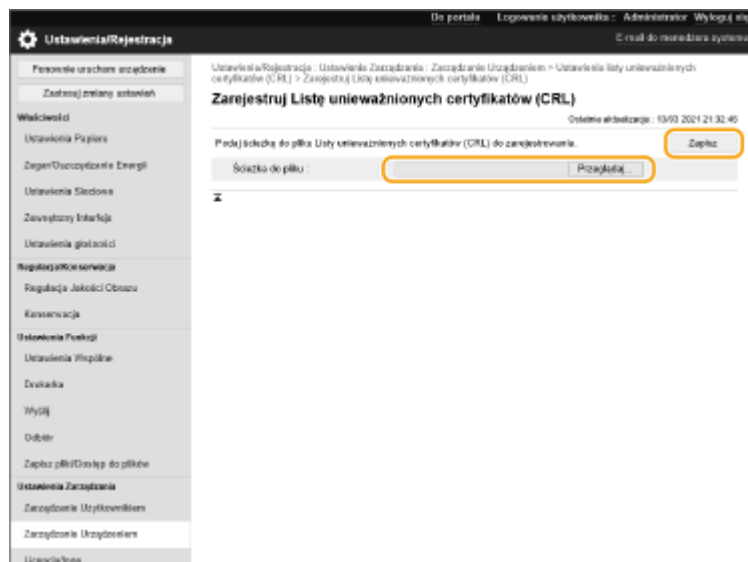 Do portalu Logowanie użytkownika : Administrator Wyloguj się
Ustawienia/Rejestracja
E-mail do menedżera systemu
Ponownie uruchom urządzenie
Zastosuj zmiany ustawień
Właściwości
Ustawienia Papieru
Zegar/Oszczędzanie Energii
Ustawienia Sieciowe
Zewnętrzny Interfejs
Ustawienia głośności
Regulacja/Konserwacja
Regulacja Jakości Obrazu
Konserwacja
Ustawienia Funkcji
Ustawienia Wspólne
Drukarka
Wyślij
Odbiór
Zapisz pliki/Dostęp do plików
Ustawienia Zarządzania
Zarządzanie Użytkownikiem
Zarządzanie Urządzeniem
Licencja/Inne
Ustawienia/Rejestracja : Ustawienia Zarządzania : Zarządzanie Urządzeniem > Ustawienia listy unieważnionych
certyfikatów (CRL) > Zarejestruj Listę unieważnionych certyfikatów (CRL)
Zarejestruj Listę unieważnionych certyfikatów (CRL)
Ostatnia aktualizacja : 10/03 2021 21:32:46
Podaj ścieżkę do pliku Listy unieważnionych certyfikatów (CRL) do zarejestrowania.
Zapisz
Ścieżka do pliku :
Przeglądaj...